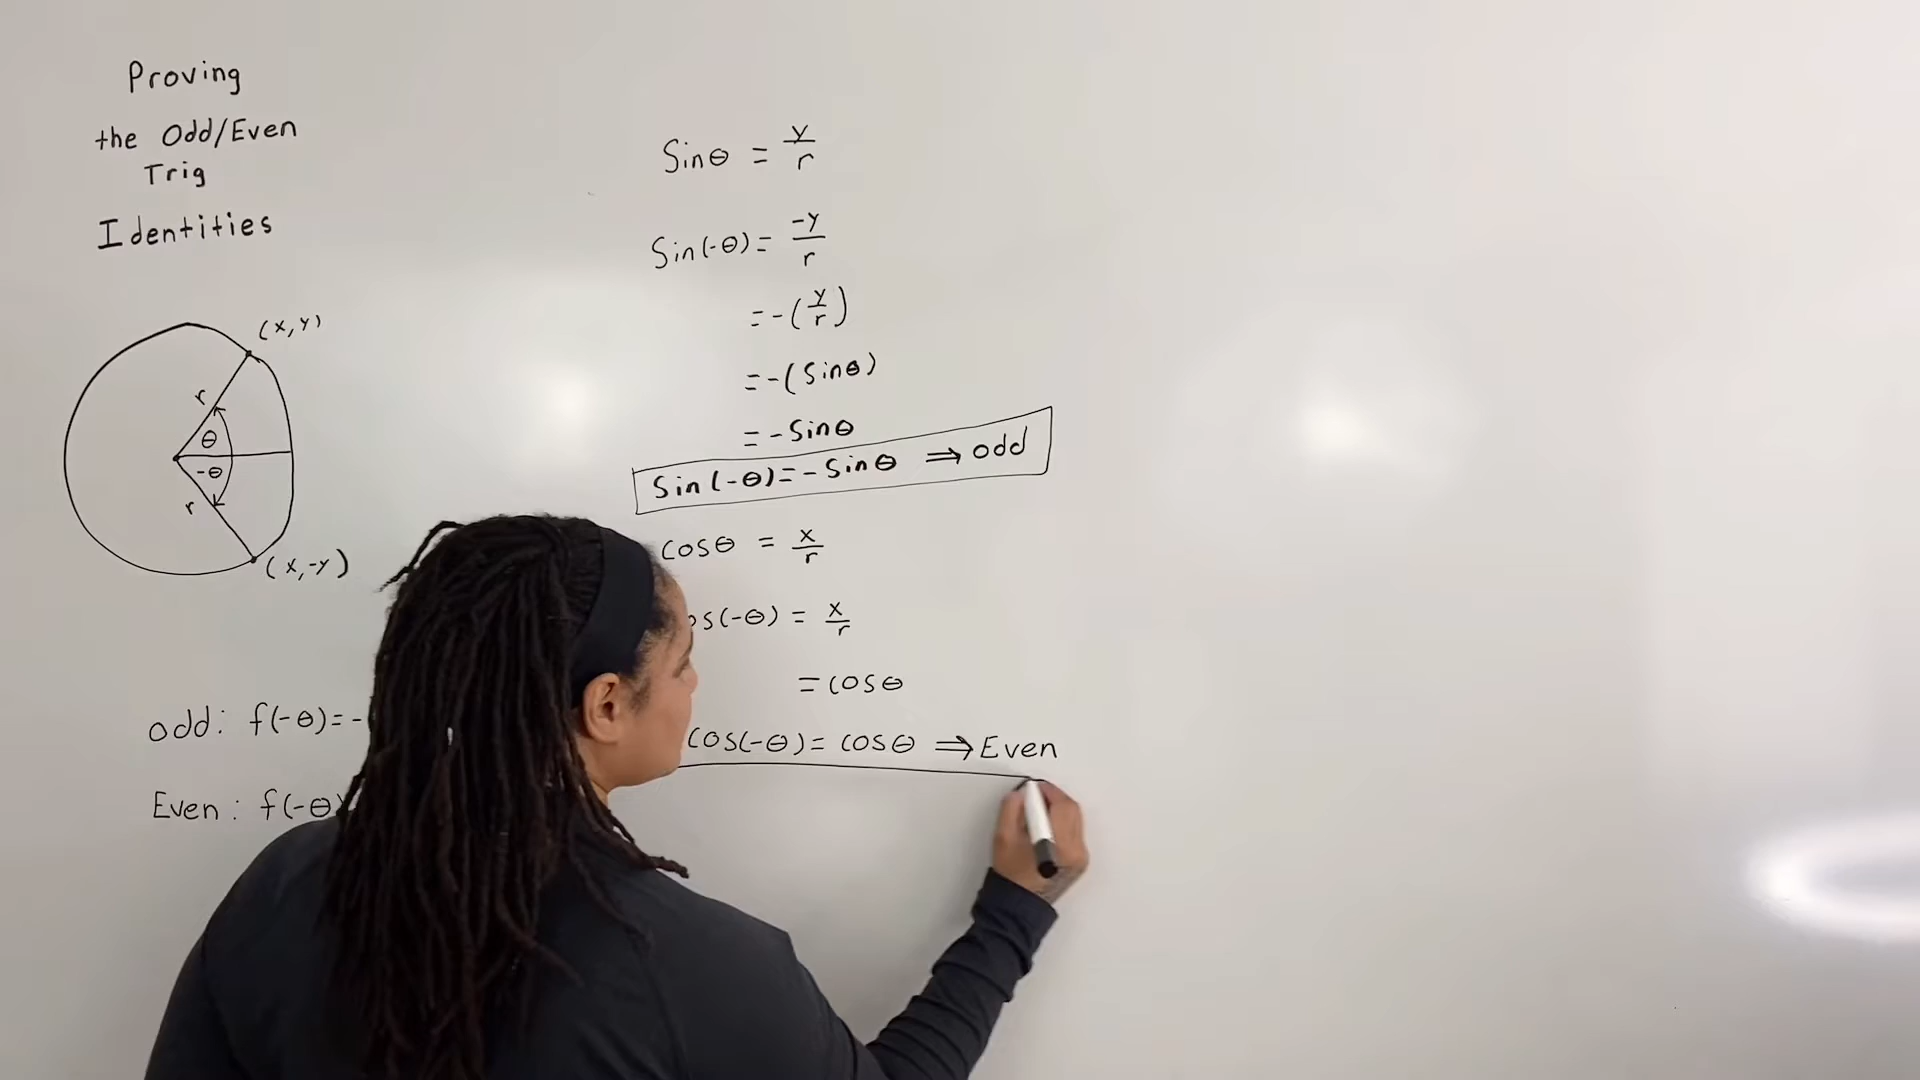 Proving
the Odd/Even
Trig
Identities
(x,y)
r
θ
-θ
r
(x,-y)
odd: f(-θ)=-
Even: f(-θ)
Sinθ = y/r
Sin(-θ)= -y/r
=-(y/r)
=-(Sinθ)
=-Sinθ
Sin(-θ)=-Sinθ ⇒ odd
cosθ = x/r
os(-θ) = x/r
=cosθ
cos(-θ)= cosθ ⇒ Even